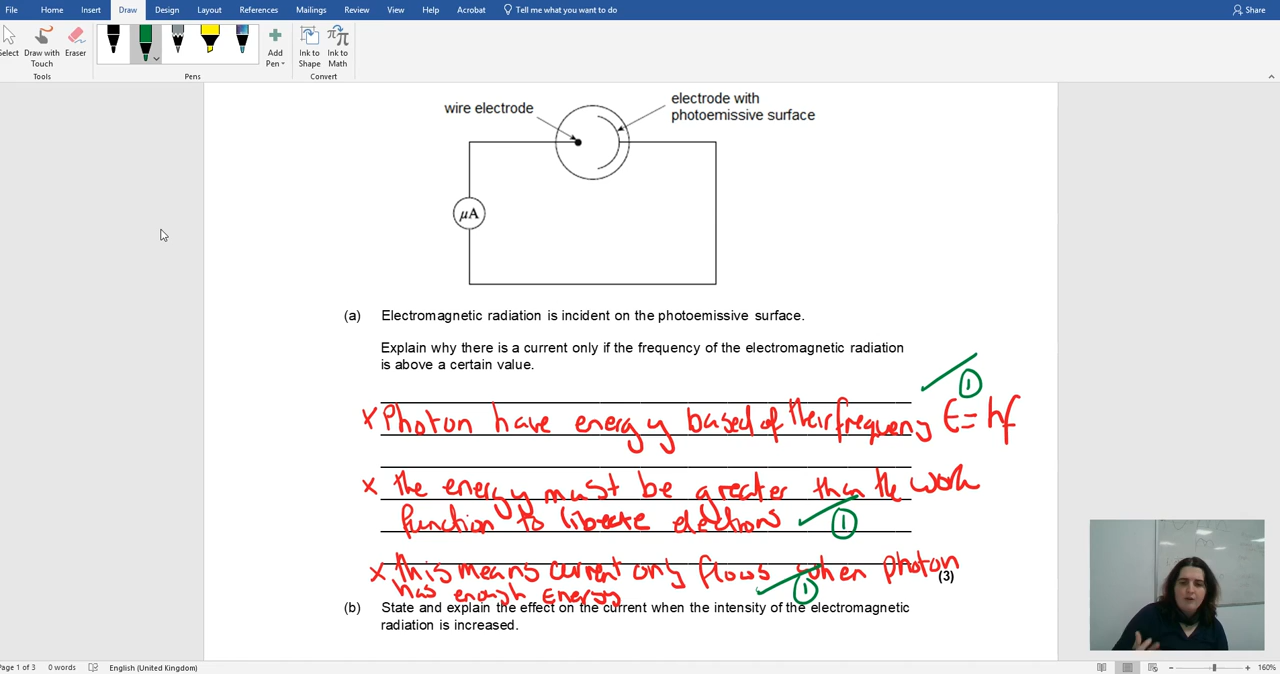 File Home Insert Draw Design Layout References Mailings Review View Help Acrobat Tell me what you want to do Share
Select Draw with Touch Eraser Add Pen Ink to Shape Ink to Math
Tools Pens Convert
wire electrode
electrode with
photoemissive surface
μA
(a) Electromagnetic radiation is incident on the photoemissive surface.
Explain why there is a current only if the frequency of the electromagnetic radiation
is above a certain value.
1
x Photon have energy based of their frequency E = hf
x the energy must be greater than the work
function to liberate electrons 1
x this means current only flows when photon
(3)
has enough energy 1
(b) State and explain the effect on the current when the intensity of the electromagnetic
radiation is increased.
Page 1 of 3 0 words English (United Kingdom) 160%